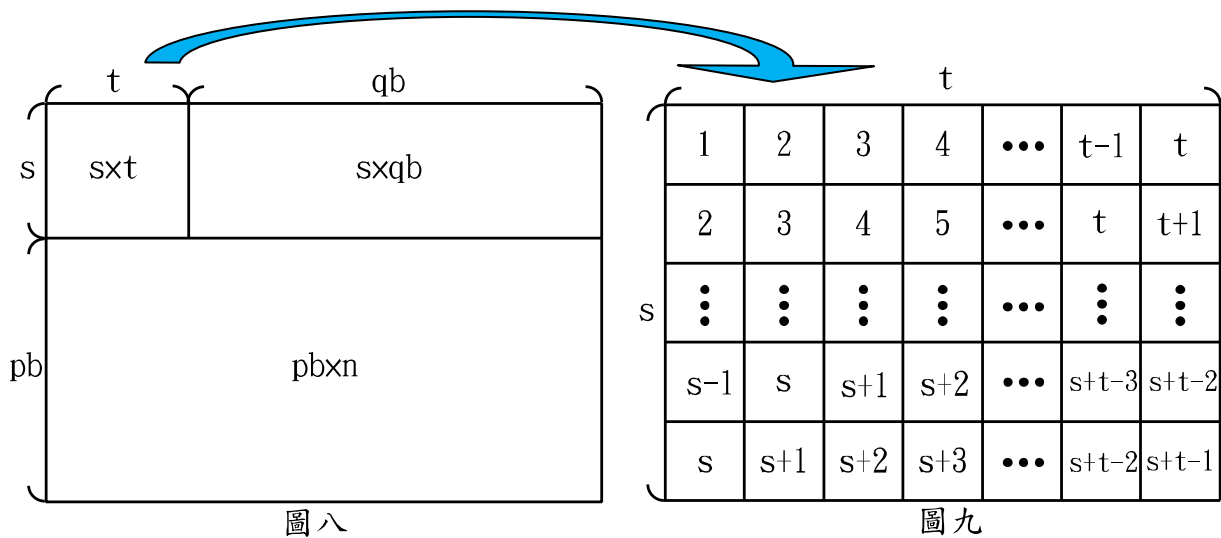 t qb
s s×t s×qb
pb pb×n
圖八
t
1 2 3 4 ••• t-1 t
2 3 4 5 ••• t t+1
s ⋮ ⋮ ⋮ ⋮ ••• ⋮ ⋮
s-1 s s+1 s+2 ••• s+t-3 s+t-2
s s+1 s+2 s+3 ••• s+t-2 s+t-1
圖九